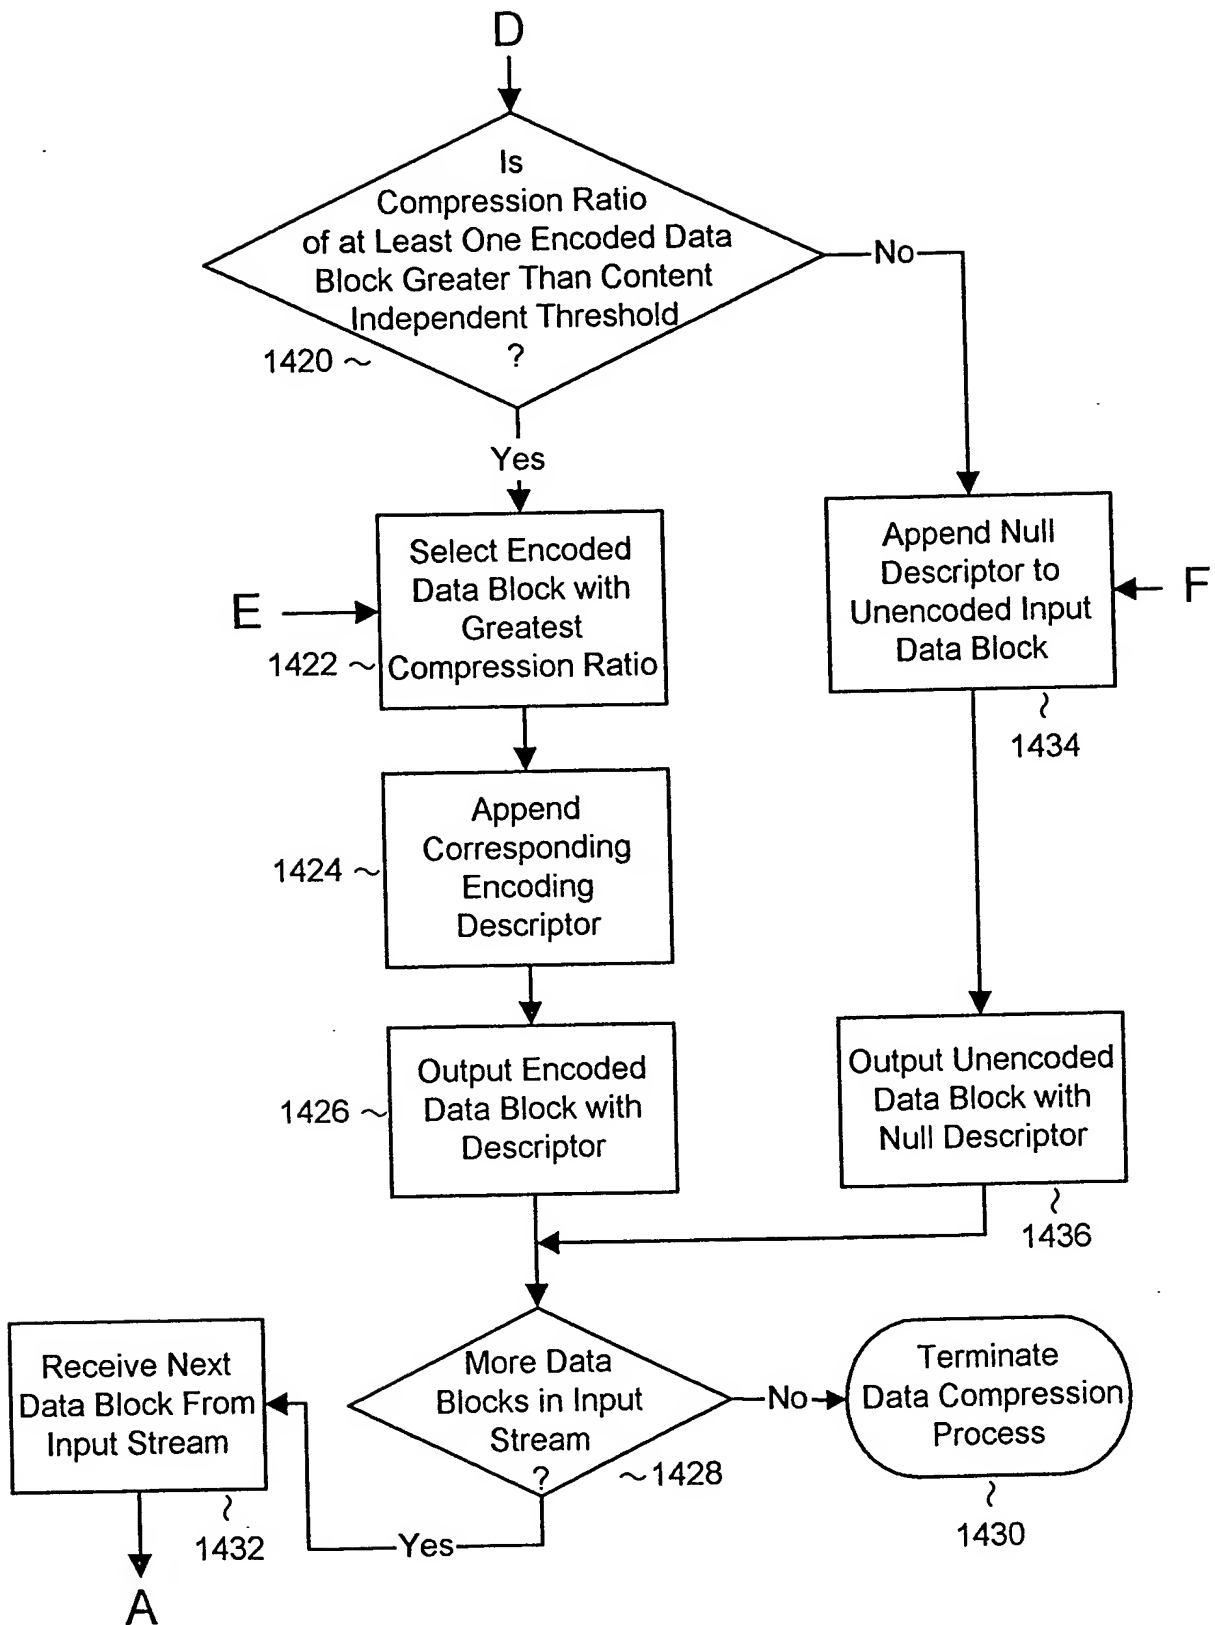 D
Is
Compression Ratio
of at Least One Encoded Data
Block Greater Than Content
Independent Threshold
?
1420
No
Yes
E
Select Encoded
Data Block with
Greatest
Compression Ratio
1422
Append Null
Descriptor to
Unencoded Input
Data Block
F
1434
Append
Corresponding
Encoding
Descriptor
1424
Output Encoded
Data Block with
Descriptor
1426
Output Unencoded
Data Block with
Null Descriptor
1436
More Data
Blocks in Input
Stream
?
1428
No
Terminate
Data Compression
Process
1430
Yes
Receive Next
Data Block From
Input Stream
1432
A